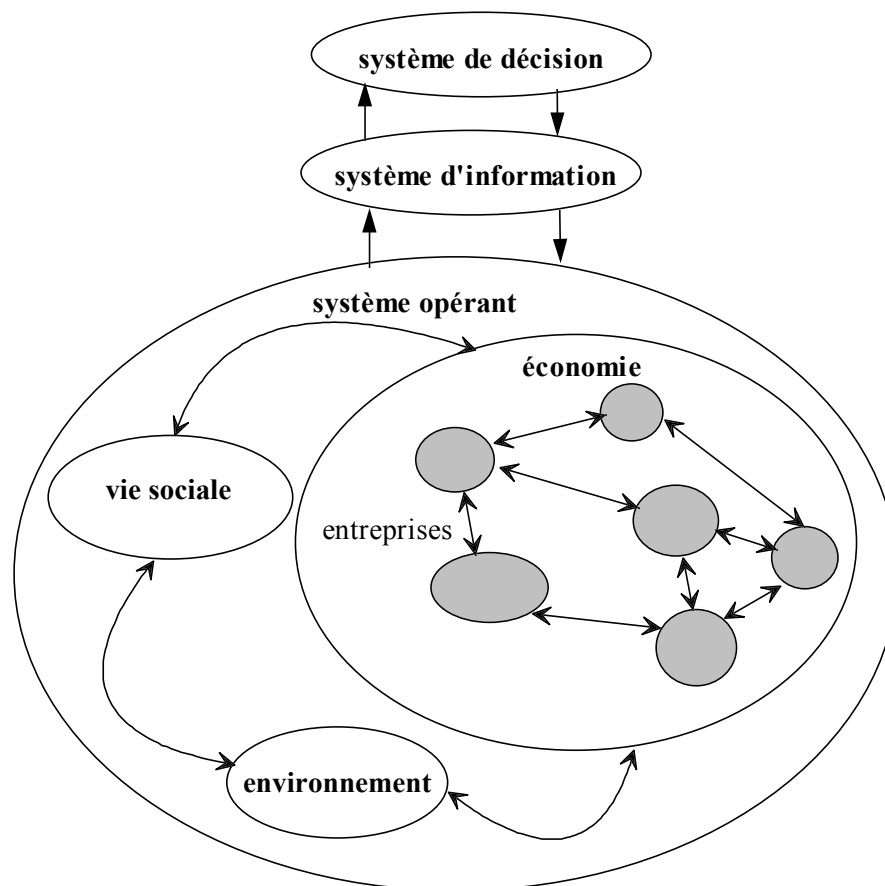 système de décision
système d'information
système opérant
économie
vie sociale
entreprises
environnement